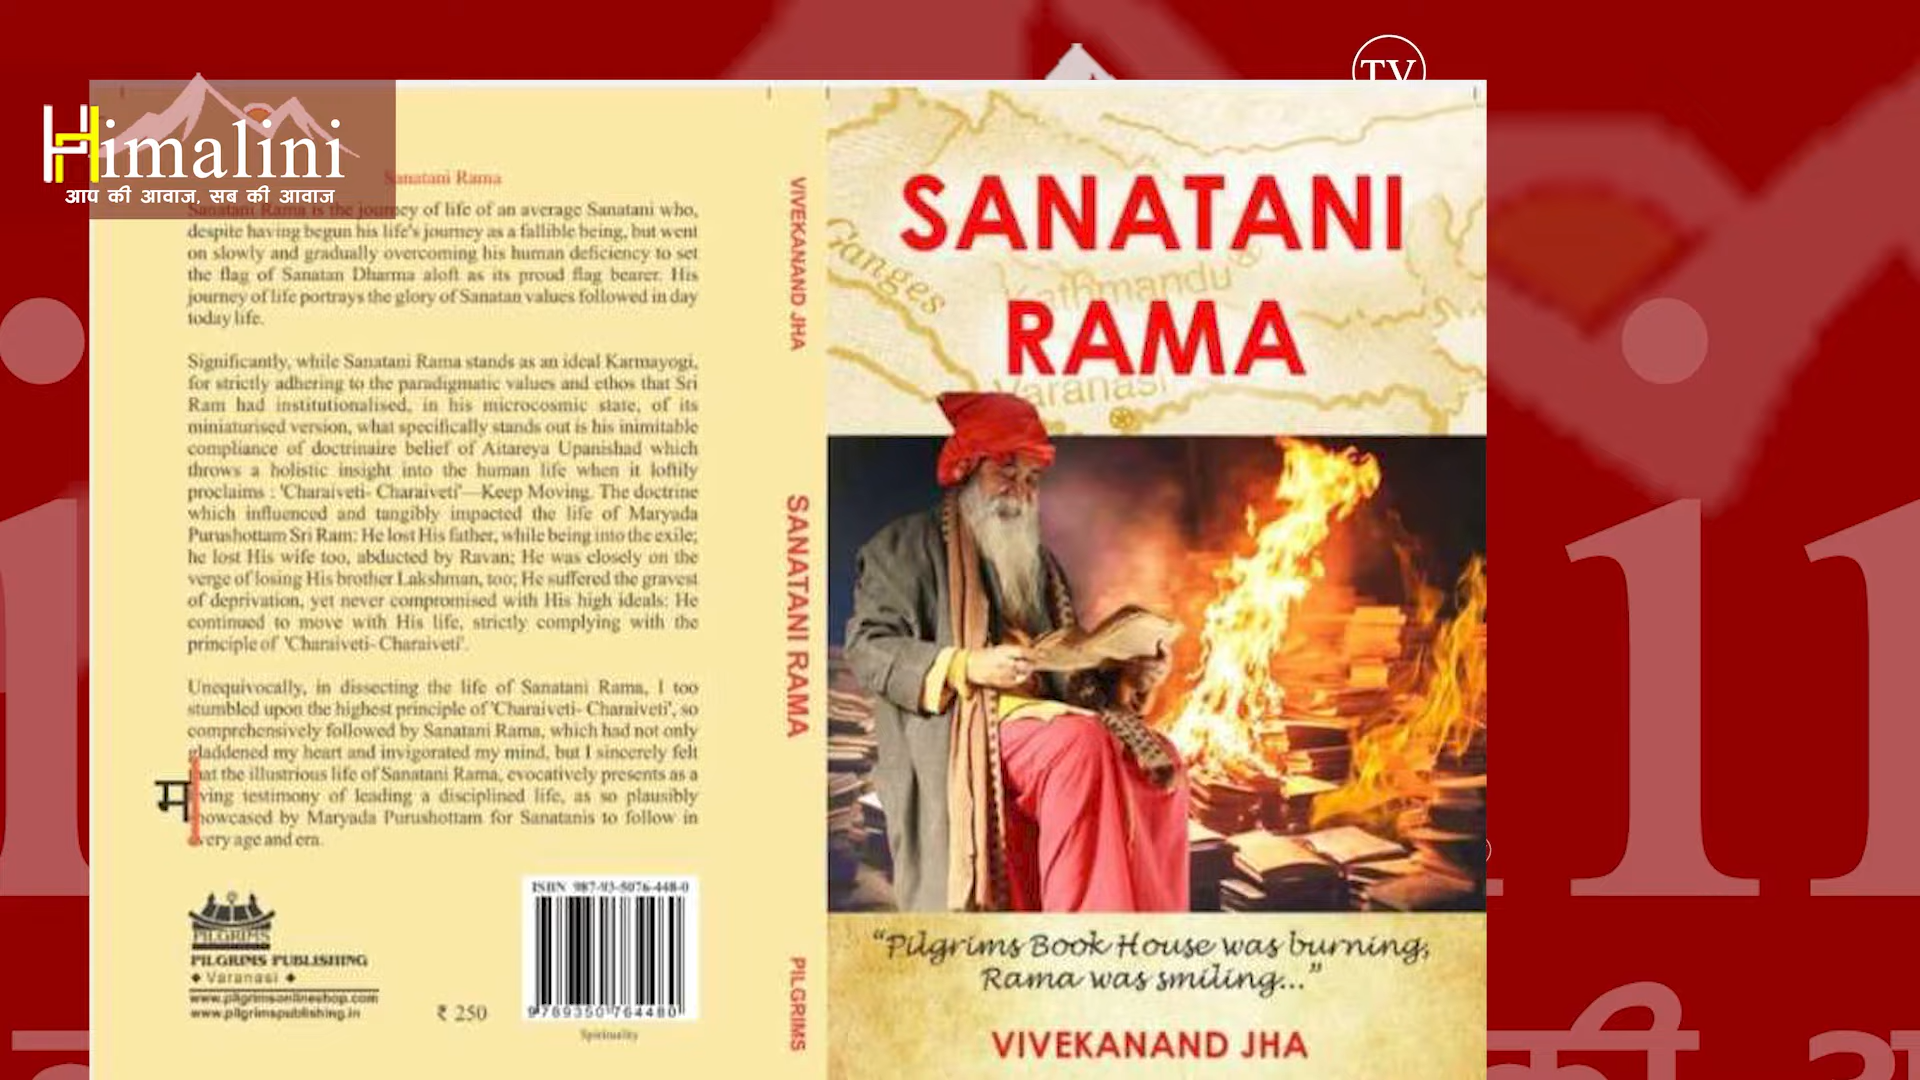 TV
Himalini
आप की आवाज, सब की आवाज
Sanatani Rama
Sanatani Rama is the journey of life of an average Sanatani who,
despite having begun his life's journey as a fallible being, but went
on slowly and gradually overcoming his human deficiency to set
the flag of Sanatan Dharma aloft as its proud flag bearer. His
journey of life portrays the glory of Sanatan values followed in day
today life.
Significantly, while Sanatani Rama stands as an ideal Karmayogi,
for strictly adhering to the paradigmatic values and ethos that Sri
Ram had institutionalised, in his microcosmic state, of its
miniaturised version, what specifically stands out is his inimitable
compliance of doctrinaire belief of Aitareya Upanishad which
throws a holistic insight into the human life when it loftily
proclaims : 'Charaiveti- Charaiveti'—Keep Moving. The doctrine
which influenced and tangibly impacted the life of Maryada
Purushottam Sri Ram: He lost His father, while being into the exile;
he lost His wife too, abducted by Ravan; He was closely on the
verge of losing His brother Lakshman, too; He suffered the gravest
of deprivation, yet never compromised with His high ideals: He
continued to move with His life, strictly complying with the
principle of 'Charaiveti- Charaiveti'.
Unequivocally, in dissecting the life of Sanatani Rama, I too
stumbled upon the highest principle of 'Charaiveti- Charaiveti', so
comprehensively followed by Sanatani Rama, which had not only
gladdened my heart and invigorated my mind, but I sincerely felt
hat the illustrious life of Sanatani Rama, evocatively presents as a
ving testimony of leading a disciplined life, as so plausibly
howcased by Maryada Purushottam for Sanatanis to follow in
very age and era.
म
PILGRIMS
PILGRIMS PUBLISHING
Varanasi
www.pilgrimsonlineshop.com
www.pilgrimspublishing.in
₹ 250
ISBN 987-93-5076-448-0
9 789350 764480
Spirituality
VIVEKANAND JHA
SANATANI RAMA
PILGRIMS
SANATANI
RAMA
Ganges
Kathmandu
Varanasi
"Pilgrims Book House was burning,
Rama was smiling..."
VIVEKANAND JHA